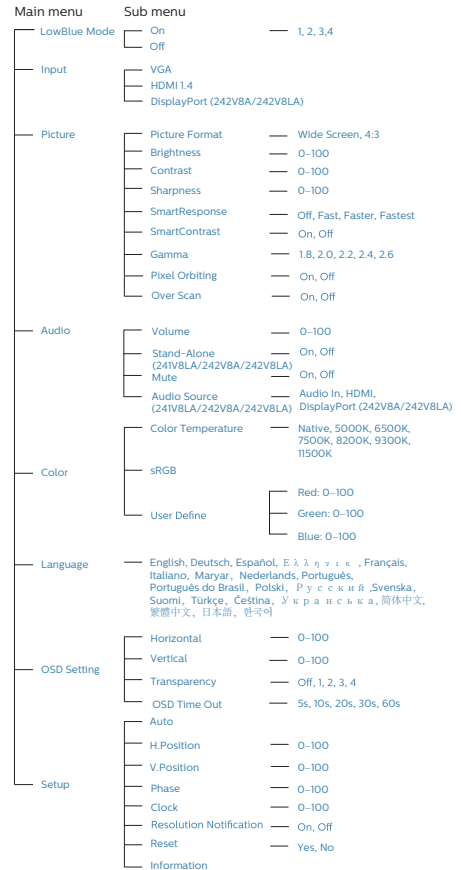 Main menu Sub menu
LowBlue Mode On 1, 2, 3,4
Off
Input VGA
HDMI 1.4
DisplayPort (242V8A/242V8LA)
Picture Picture Format Wide Screen, 4:3
Brightness 0-100
Contrast 0-100
Sharpness 0-100
SmartResponse Off, Fast, Faster, Fastest
SmartContrast On, Off
Gamma 1.8, 2.0, 2.2, 2.4, 2.6
Pixel Orbiting On, Off
Over Scan On, Off
Audio Volume 0-100
Stand-Alone On, Off
(241V8LA/242V8A/242V8LA)
Mute On, Off
Audio Source Audio In, HDMI,
(241V8LA/242V8A/242V8LA) DisplayPort (242V8A/242V8LA)
Color Temperature Native, 5000K, 6500K,
7500K, 8200K, 9300K,
11500K
Color sRGB
Red: 0-100
User Define Green: 0-100
Blue: 0-100
Language English, Deutsch, Español, Ελληνικ , Français,
Italiano, Maryar, Nederlands, Português,
Português do Brasil, Polski, Русский ,Svenska,
Suomi, Türkçe, Čeština, Украﾠнська, 简体中文,
繁體中文, 日本語, 한국어
Horizontal 0-100
Vertical 0-100
OSD Setting Transparency Off, 1, 2, 3, 4
OSD Time Out 5s, 10s, 20s, 30s, 60s
Auto
H.Position 0-100
V.Position 0-100
Setup Phase 0-100
Clock 0-100
Resolution Notification On, Off
Reset Yes, No
Information